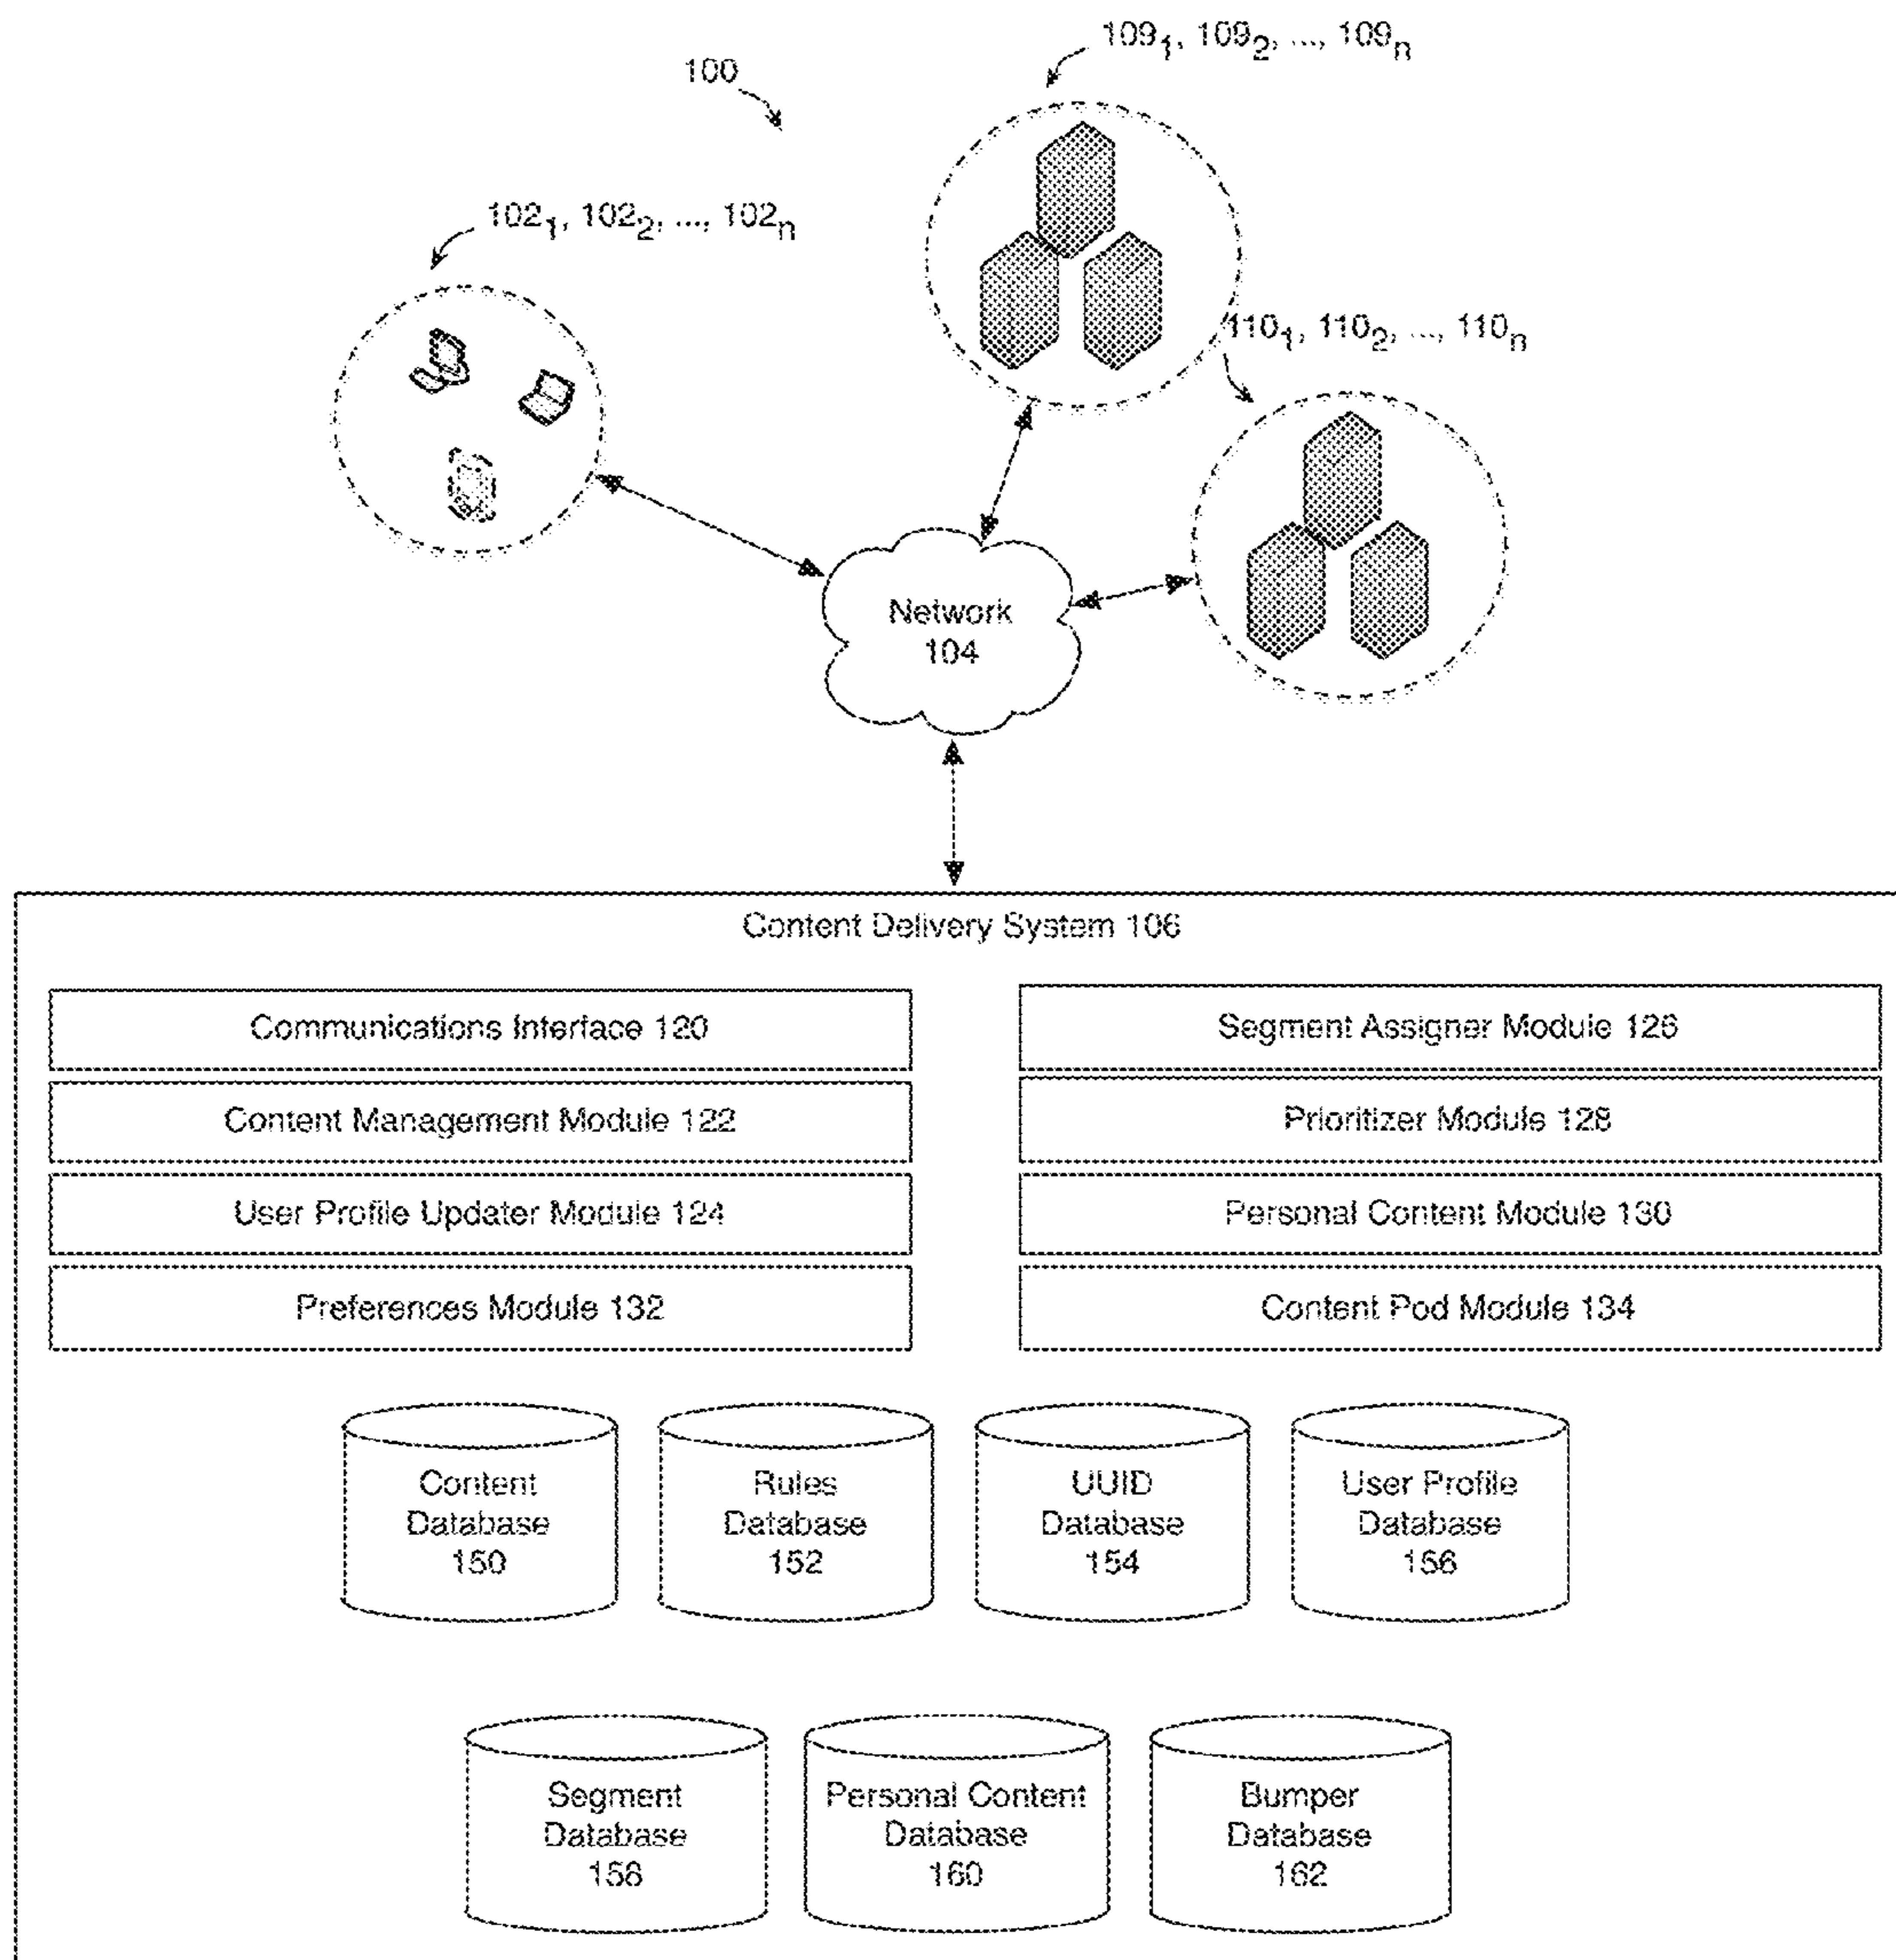 109₁, 109₂, ..., 109ₙ
100
102₁, 102₂, ..., 102ₙ
110₁, 110₂, ..., 110ₙ
Network
104
Content Delivery System 106
Communications Interface 120
Segment Assigner Module 126
Content Management Module 122
Prioritizer Module 128
User Profile Updater Module 124
Personal Content Module 130
Preferences Module 132
Content Pod Module 134
Content
Database
150
Rules
Database
152
UUID
Database
154
User Profile
Database
156
Segment
Database
158
Personal Content
Database
160
Bumper
Database
162